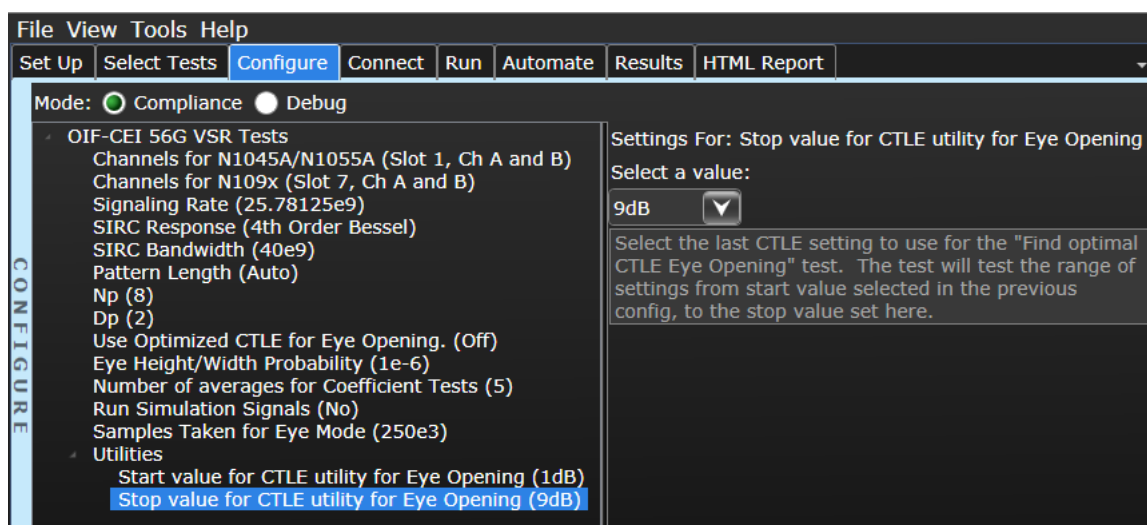 File View Tools Help
Set Up Select Tests Configure Connect Run Automate Results HTML Report
Mode: Compliance Debug
CONFIGURE
OIF-CEI 56G VSR Tests
Channels for N1045A/N1055A (Slot 1, Ch A and B)
Channels for N109x (Slot 7, Ch A and B)
Signaling Rate (25.78125e9)
SIRC Response (4th Order Bessel)
SIRC Bandwidth (40e9)
Pattern Length (Auto)
Np (8)
Dp (2)
Use Optimized CTLE for Eye Opening. (Off)
Eye Height/Width Probability (1e-6)
Number of averages for Coefficient Tests (5)
Run Simulation Signals (No)
Samples Taken for Eye Mode (250e3)
Utilities
Start value for CTLE utility for Eye Opening (1dB)
Stop value for CTLE utility for Eye Opening (9dB)
Settings For: Stop value for CTLE utility for Eye Opening
Select a value:
9dB
Select the last CTLE setting to use for the "Find optimal
CTLE Eye Opening" test. The test will test the range of
settings from start value selected in the previous
config, to the stop value set here.